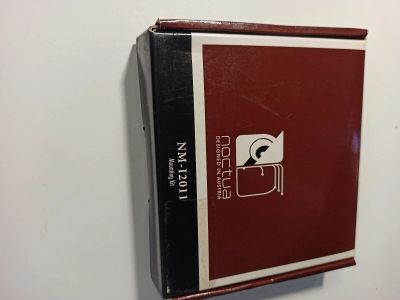 noctua
DESIGNED IN AUSTRIA
NM-I2011
Mounting Kit